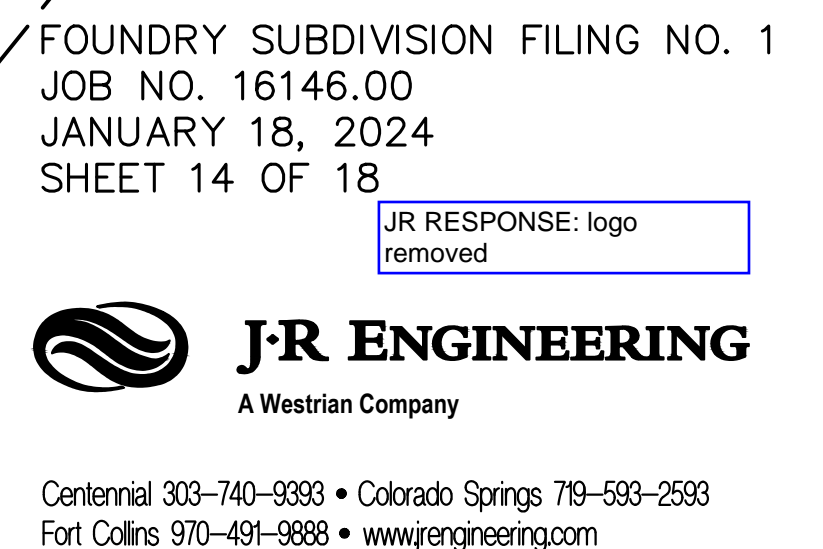 FOUNDRY SUBDIVISION FILING NO. 1
JOB NO. 16146.00
JANUARY 18, 2024
SHEET 14 OF 18
JR RESPONSE: logo
removed
J·R ENGINEERING
A Westrian Company
Centennial 303–740–9393 • Colorado Springs 719–593–2593
Fort Collins 970–491–9888 • www.jrengineering.com